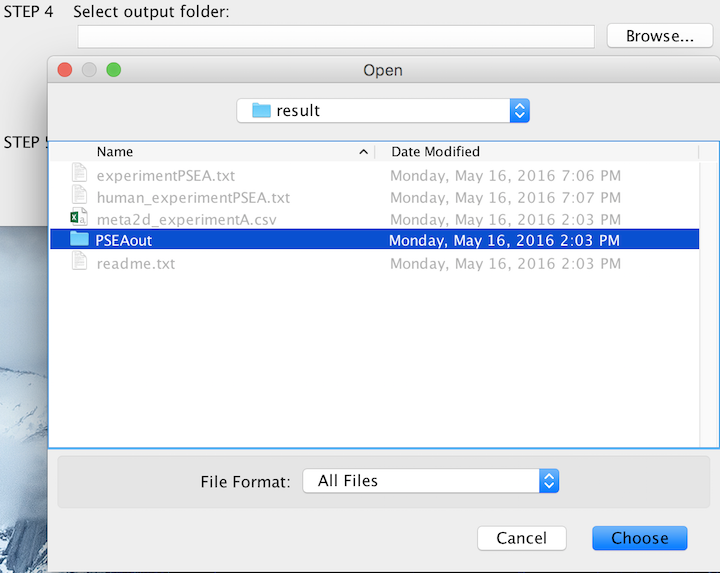 STEP 4 Select output folder:
Browse...
Open
result
STEP
Name Date Modified
experimentPSEA.txt Monday, May 16, 2016 7:06 PM
human_experimentPSEA.txt Monday, May 16, 2016 7:07 PM
meta2d_experimentA.csv Monday, May 16, 2016 2:03 PM
PSEAout Monday, May 16, 2016 2:03 PM
readme.txt Monday, May 16, 2016 2:03 PM
File Format: All Files
Cancel Choose